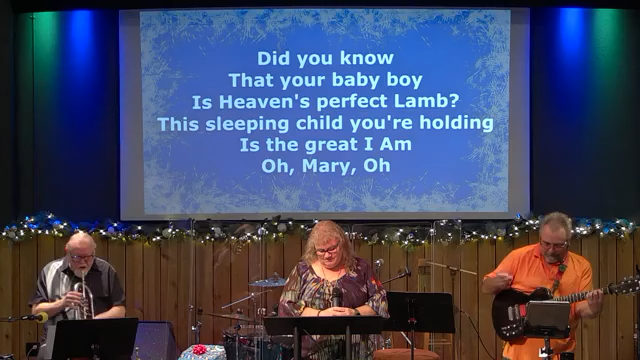 Did you know
That your baby boy
Is Heaven's perfect Lamb?
This sleeping child you're holding
Is the great I Am
Oh, Mary, Oh